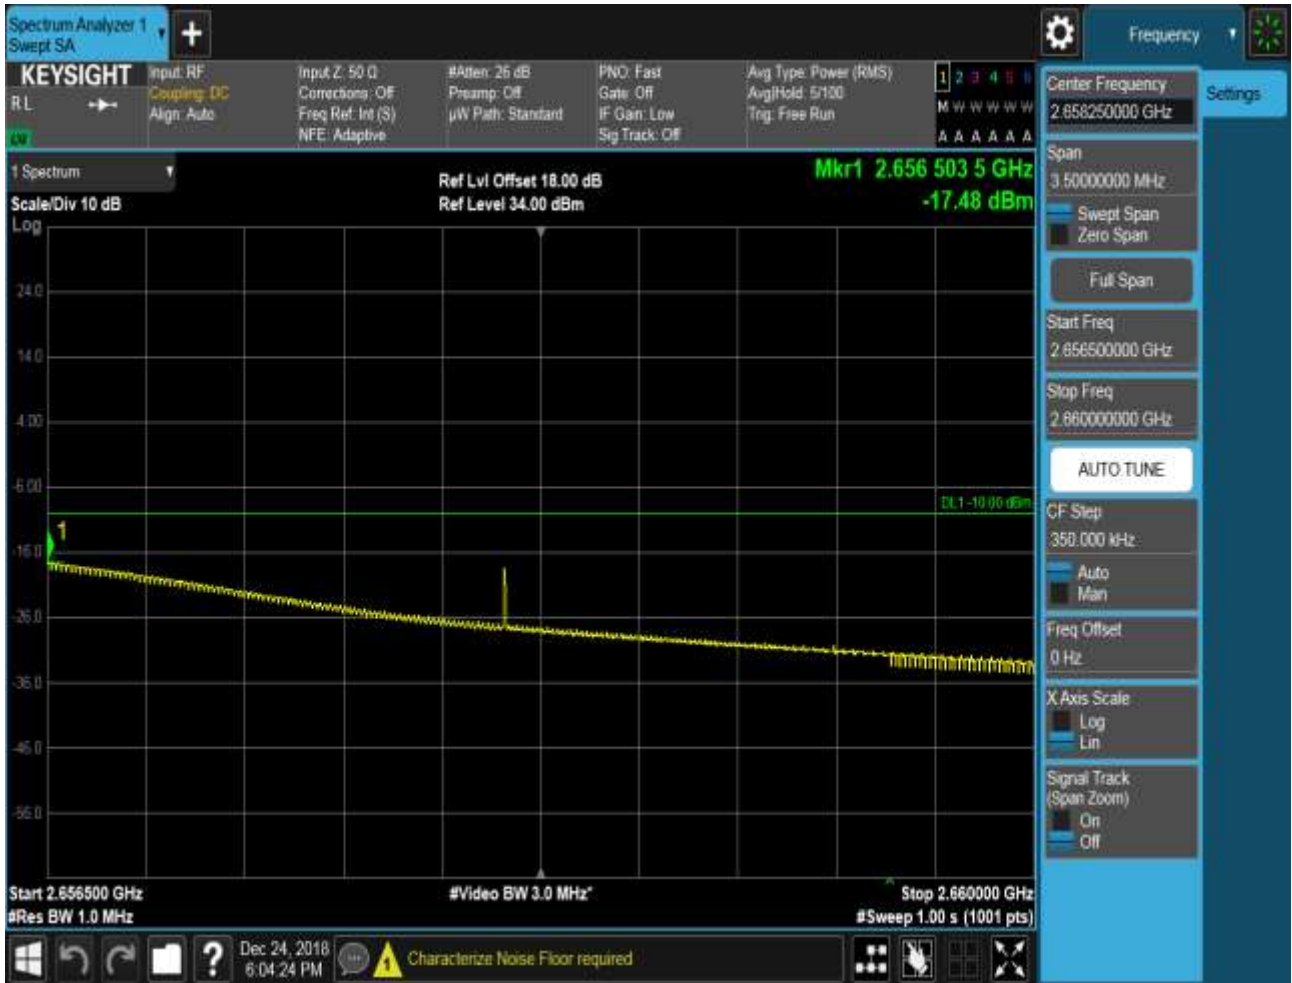 Spectrum Analyzer 1
Swept SA
+
Frequency
KEYSIGHT
R L
LXI
Input: RF
Coupling: DC
Align: Auto
Input Z: 50 Ω
Corrections: Off
Freq Ref: Int (S)
NFE: Adaptive
#Atten: 26 dB
Preamp: Off
µW Path: Standard
PNO: Fast
Gate: Off
IF Gain: Low
Sig Track: Off
Avg Type: Power (RMS)
Avg|Hold: 5/100
Trig: Free Run
1 2 3 4 5 6
M W W W W W
A A A A A A
1 Spectrum
Scale/Div 10 dB
Log
Ref Lvl Offset 18.00 dB
Ref Level 34.00 dBm
Mkr1 2.656 503 5 GHz
-17.48 dBm
24.0
14.0
4.00
-6.00
-16.0
-26.0
-36.0
-46.0
-56.0
DL1 -10.00 dBm
1
Start 2.656500 GHz
#Res BW 1.0 MHz
#Video BW 3.0 MHz*
Stop 2.660000 GHz
#Sweep 1.00 s (1001 pts)
Center Frequency
2.658250000 GHz
Settings
Span
3.50000000 MHz
Swept Span
Zero Span
Full Span
Start Freq
2.656500000 GHz
Stop Freq
2.660000000 GHz
AUTO TUNE
CF Step
350.000 kHz
Auto
Man
Freq Offset
0 Hz
X Axis Scale
Log
Lin
Signal Track
(Span Zoom)
On
Off
?
Dec 24, 2018
6:04:24 PM
1
Characterize Noise Floor required